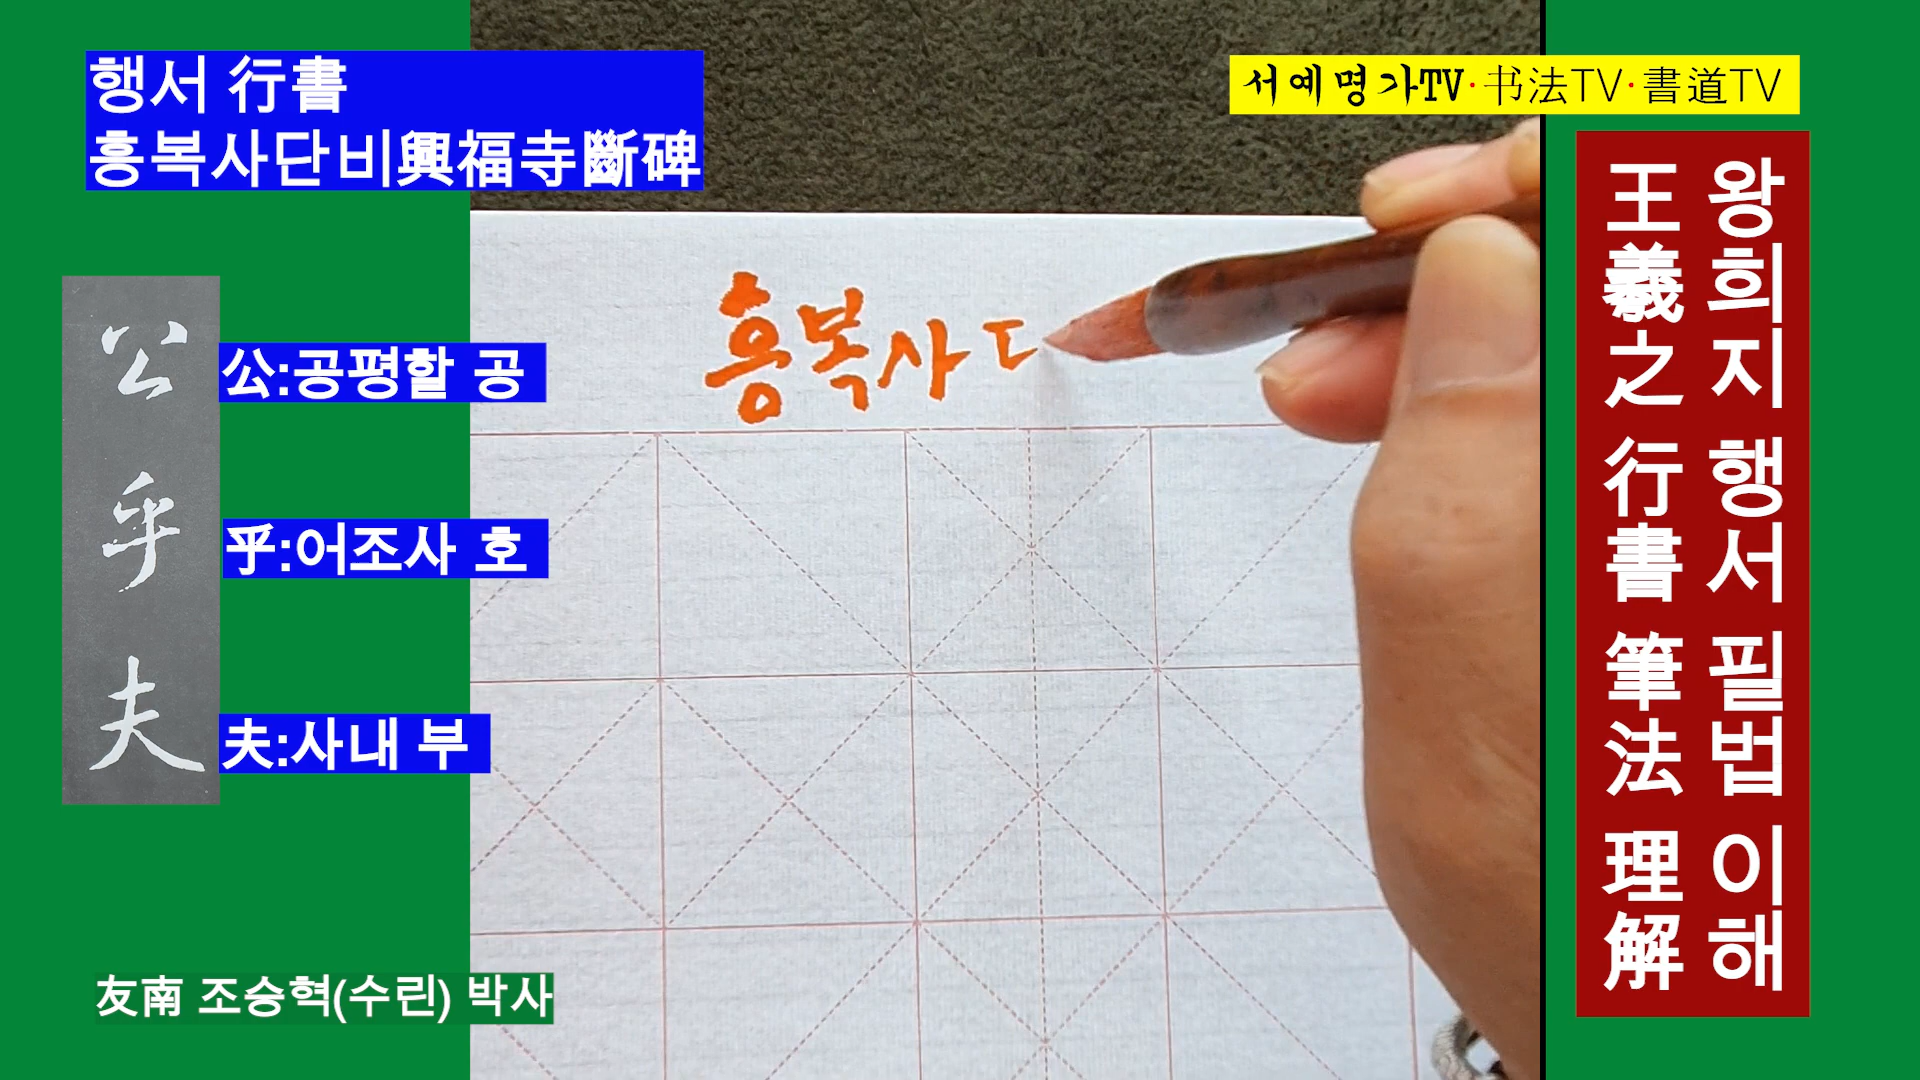 행서 行書
흥복사단비興福寺斷碑
서예명가TV·书法TV·書道TV
公
乎
夫
公:공평할 공
乎:어조사 호
夫:사내 부
흥복사 ㄷ
왕희지 행서 필법 이해
王羲之 行書 筆法 理解
友南 조승혁(수린) 박사